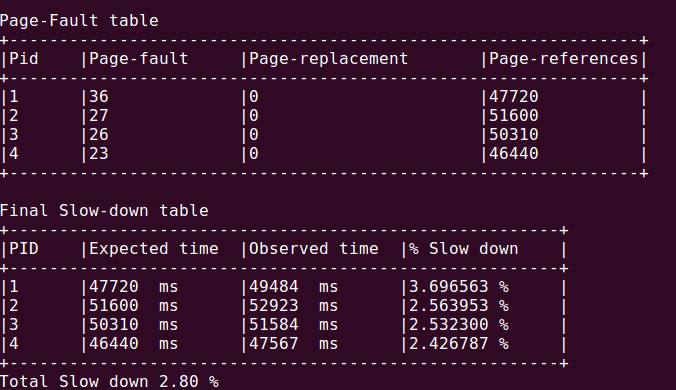 Page-Fault table
+---------------------------------------------------------------+
|Pid    |Page-fault     |Page-replacement       |Page-references|
+---------------------------------------------------------------+
|1      |36             |0                      |47720          |
|2      |27             |0                      |51600          |
|3      |26             |0                      |50310          |
|4      |23             |0                      |46440          |
+---------------------------------------------------------------+
Final Slow-down table
+-------------------------------------------------------+
|PID    |Expected time  |Observed time  |% Slow down    |
+-------------------------------------------------------+
|1      |47720  ms      |49484  ms      |3.696563 %     |
|2      |51600  ms      |52923  ms      |2.563953 %     |
|3      |50310  ms      |51584  ms      |2.532300 %     |
|4      |46440  ms      |47567  ms      |2.426787 %     |
+-------------------------------------------------------+
Total Slow down 2.80 %